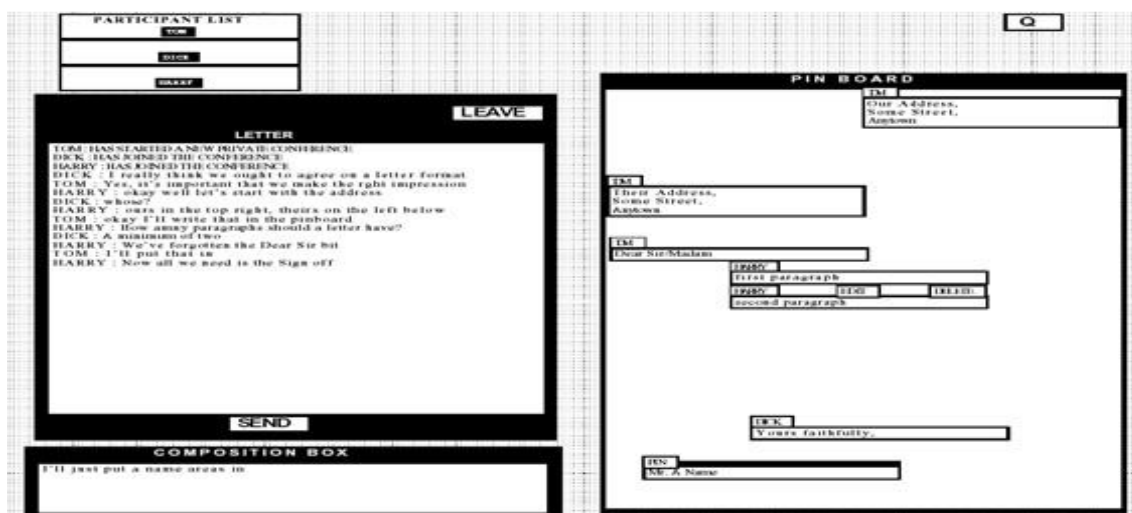 PARTICIPANT LIST
TOM
DICK
HARRY
Q
LEAVE
LETTER
TOM : HAS STARTED A NEW PRIVATE CONFERENCE
DICK : HAS JOINED THE CONFERENCE
HARRY : HAS JOINED THE CONFERENCE
DICK : I really think we ought to agree on a letter format
TOM : Yes, it's important that we make the rght impression
HARRY : okay well let's start with the address
DICK : whose?
HARRY : ours in the top right, theirs on the left below
TOM : okay I'll write that in the pinboard
HARRY : How amny paragraphs should a letter have?
DICK : A minimum of two
HARRY : We've forgotten the Dear Sir bit
TOM : I'll put that in
HARRY : Now all we need is the Sign off
SEND
COMPOSITION BOX
I'll just put a name areas in
PIN BOARD
Our Address,
Some Street,
Anytown
Their Address,
Some Street,
Anytown
Dear Sir/Madam
HARRY
first paragraph
HARRY EDIT DELETE
second paragraph
DICK
Yours faithfully,
PIN
Mr. A Name